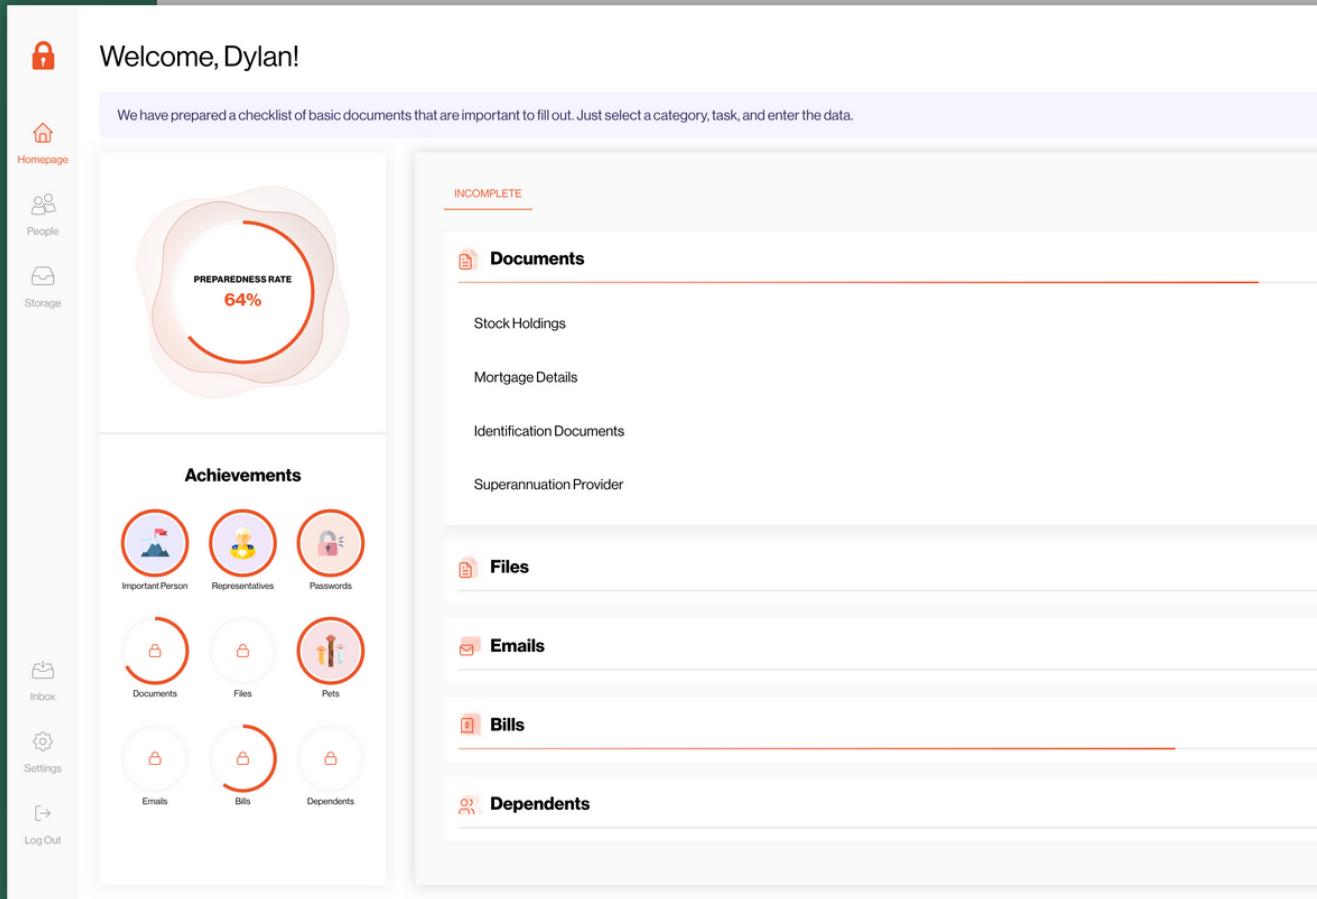 Welcome, Dylan!
We have prepared a checklist of basic documents that are important to fill out. Just select a category, task, and enter the data.
Homepage
People
Storage
Inbox
Settings
Log Out
PREPAREDNESS RATE
64%
Achievements
Important Person
Representatives
Passwords
Documents
Files
Pets
Emails
Bills
Dependents
INCOMPLETE
Documents
Stock Holdings
Mortgage Details
Identification Documents
Superannuation Provider
Files
Emails
Bills
Dependents